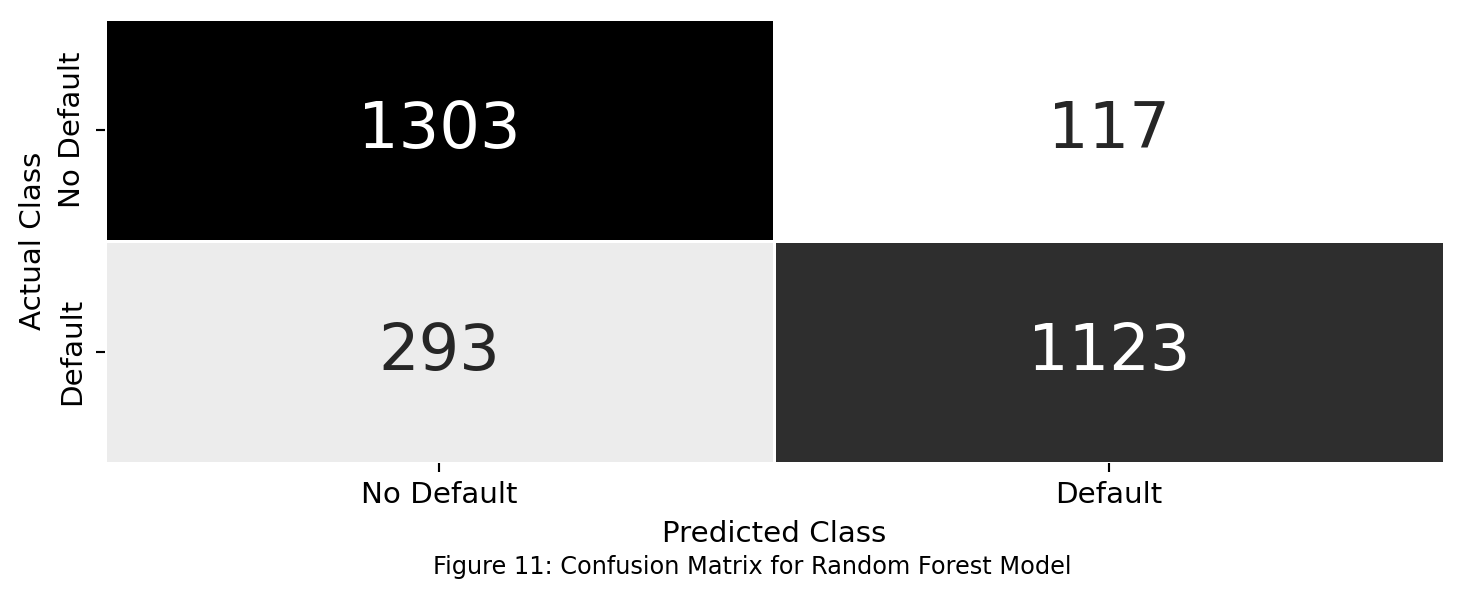 Actual Class
No Default
1303
117
Default
293
1123
No Default
Default
Predicted Class
Figure 11: Confusion Matrix for Random Forest Model